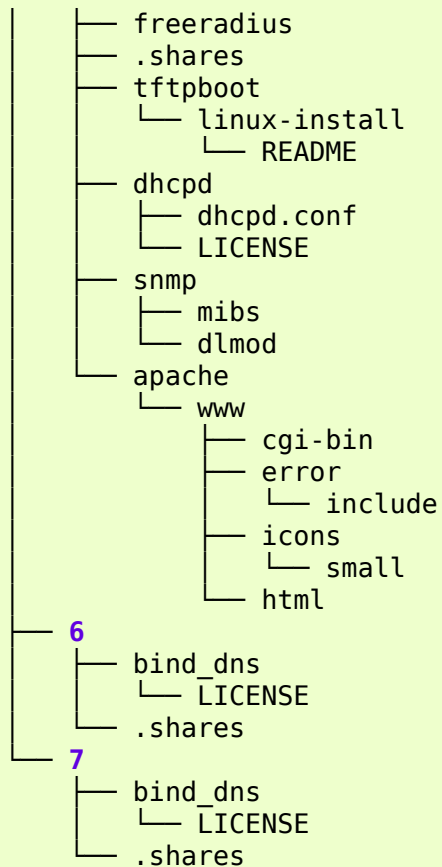 │   ├── freeradius
│   ├── .shares
│   ├── tftpboot
│   │   └── linux-install
│   │       └── README
│   ├── dhcpd
│   │   ├── dhcpd.conf
│   │   └── LICENSE
│   ├── snmp
│   │   ├── mibs
│   │   └── dlmod
│   └── apache
│       └── www
│           ├── cgi-bin
│           ├── error
│           │   └── include
│           ├── icons
│           │   └── small
│           └── html
├── 6
│   ├── bind_dns
│   │   └── LICENSE
│   └── .shares
└── 7
    ├── bind_dns
    │   └── LICENSE
    └── .shares